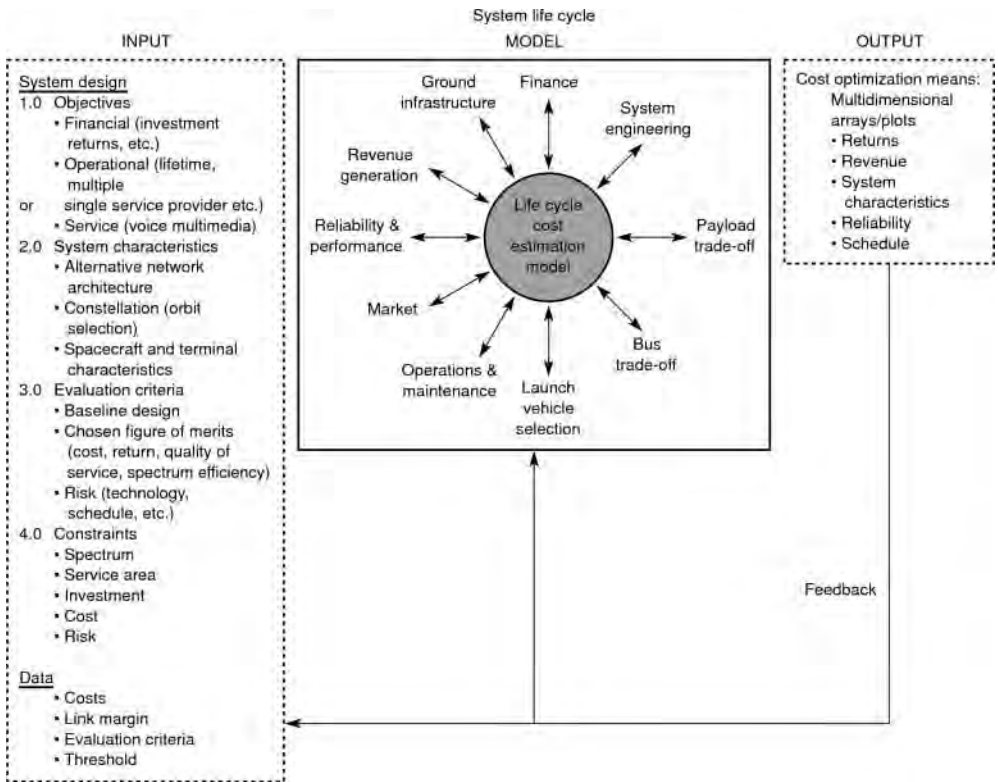 System life cycle
INPUT
MODEL
OUTPUT
System design
1.0 Objectives
• Financial (investment
returns, etc.)
• Operational (lifetime,
multiple
or single service provider etc.)
• Service (voice multimedia)
2.0 System characteristics
• Alternative network
architecture
• Constellation (orbit
selection)
• Spacecraft and terminal
characteristics
3.0 Evaluation criteria
• Baseline design
• Chosen figure of merits
(cost, return, quality of
service, spectrum efficiency)
• Risk (technology,
schedule, etc.)
4.0 Constraints
• Spectrum
• Service area
• Investment
• Cost
• Risk
Data
• Costs
• Link margin
• Evaluation criteria
• Threshold
Ground
infrastructure
Finance
System
engineering
Revenue
generation
Reliability &
performance
Life cycle
cost
estimation
model
Payload
trade-off
Market
Operations &
maintenance
Launch
vehicle
selection
Bus
trade-off
Cost optimization means:
Multidimensional
arrays/plots
• Returns
• Revenue
• System
characteristics
• Reliability
• Schedule
Feedback